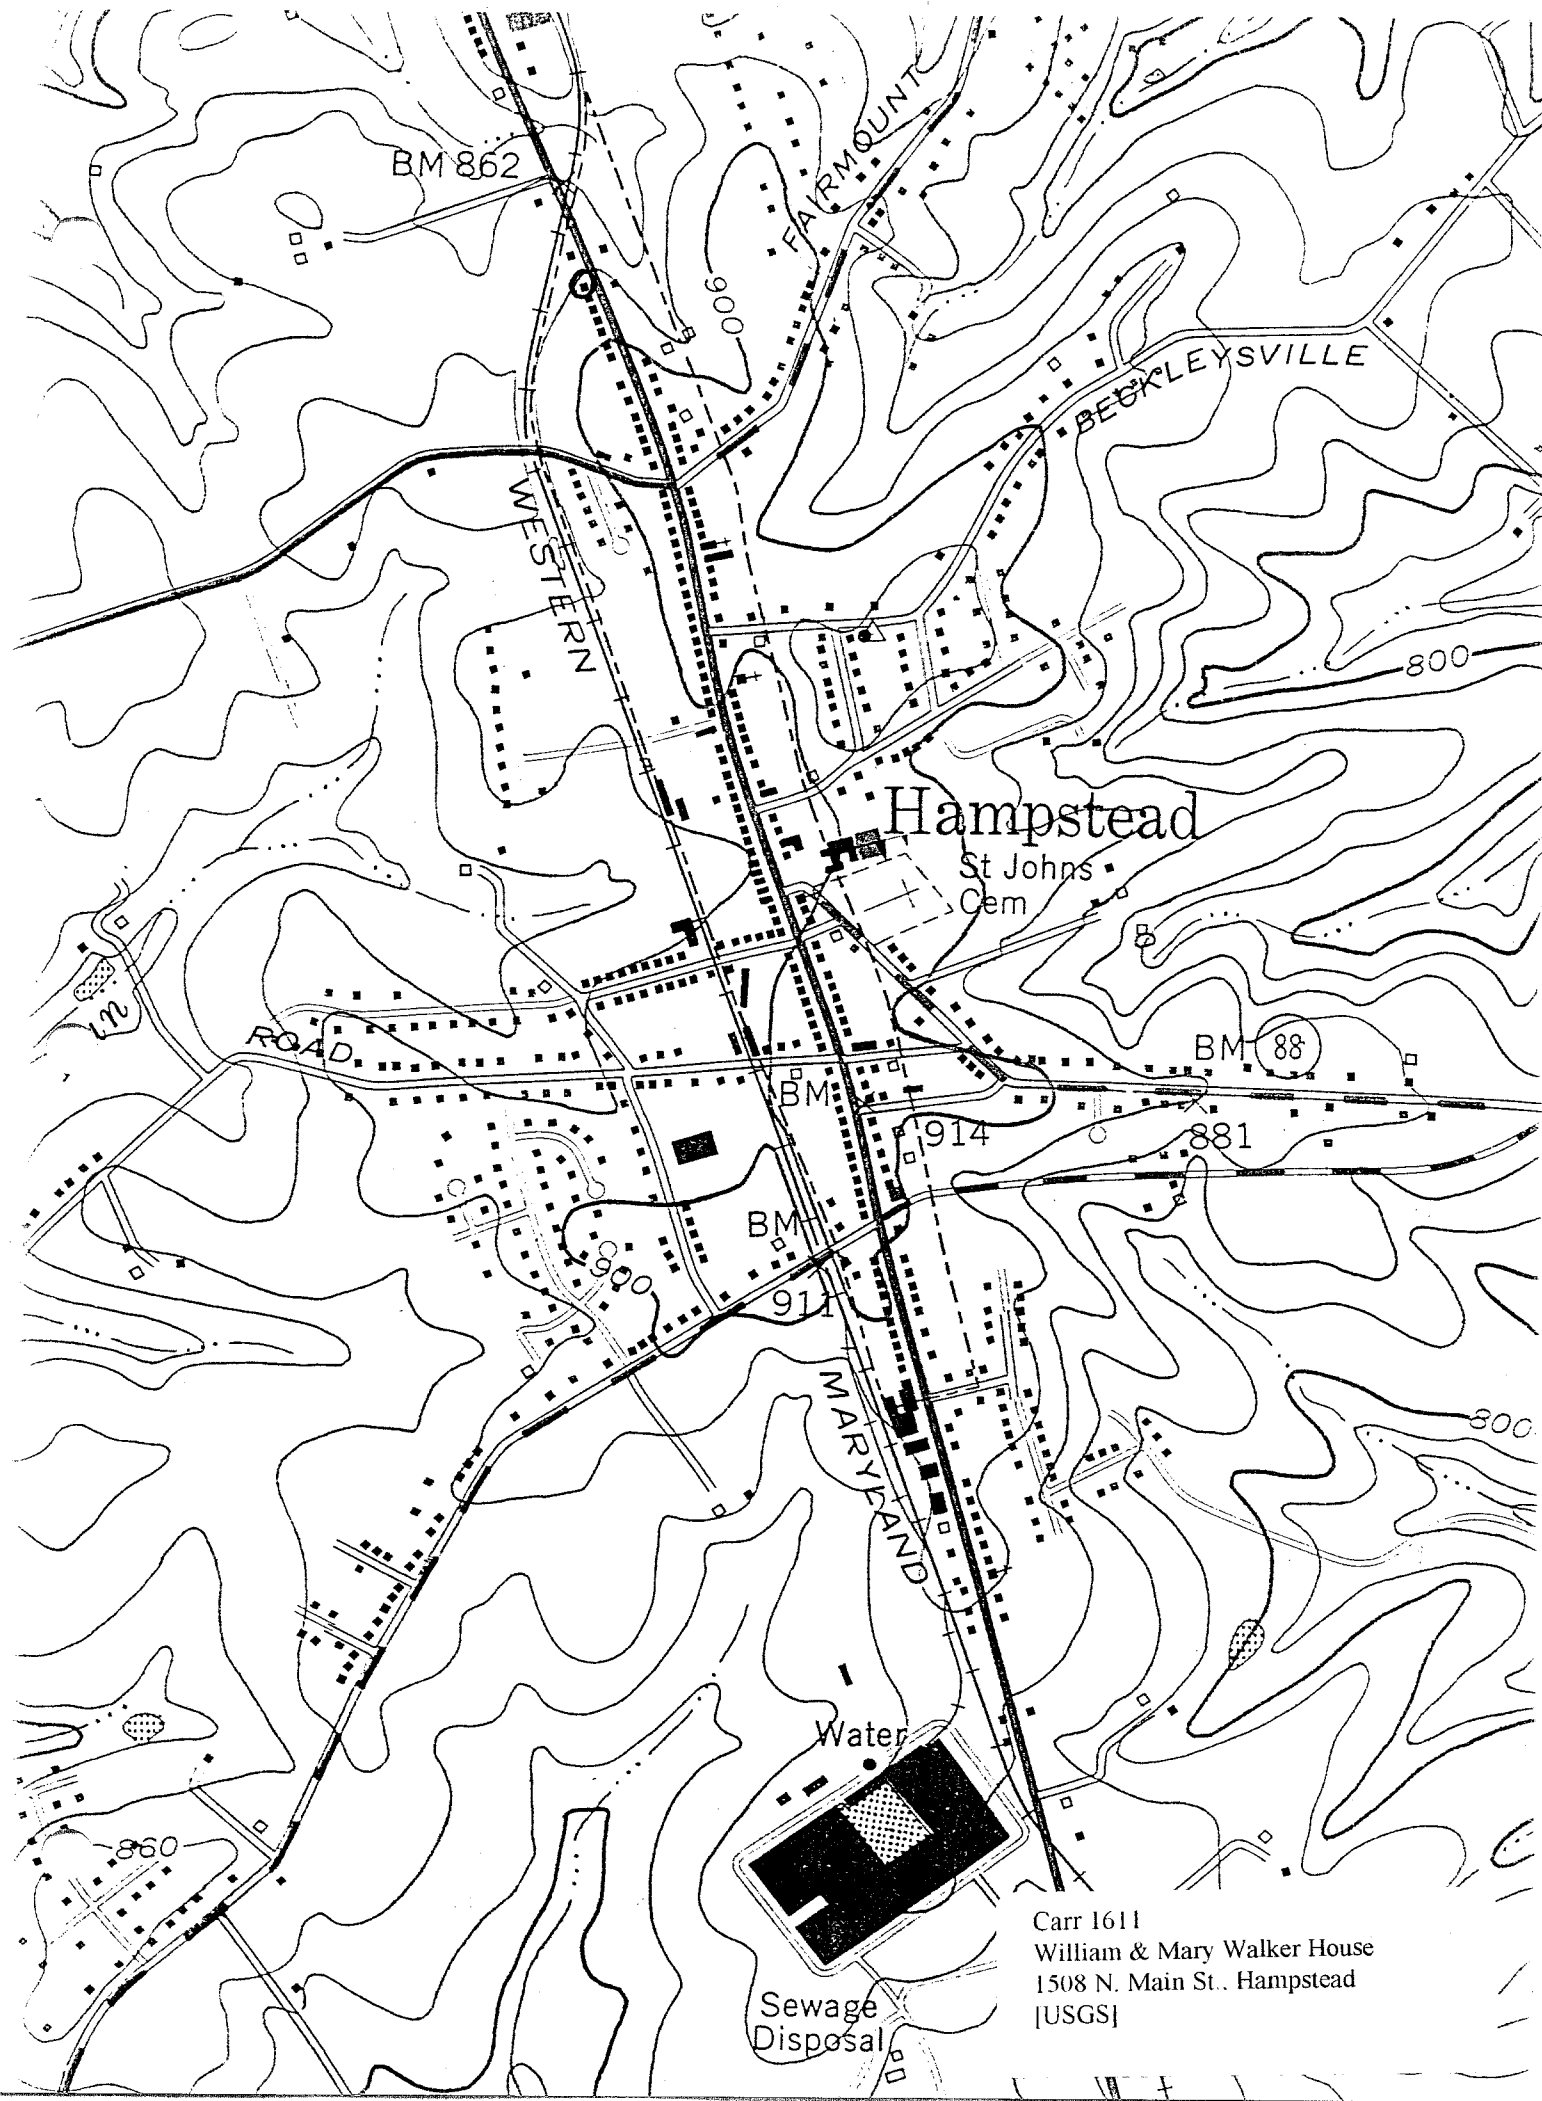 BM 862
FAIRMOUNT
900
BECKLEYSVILLE
WESTERN
800
Hampstead
St Johns
Cem
ROAD
BM 88
BM
914
881
BM
900
911
MARYLAND
800
Water
860
Sewage
Disposal
Carr 1611
William & Mary Walker House
1508 N. Main St., Hampstead
[USGS]